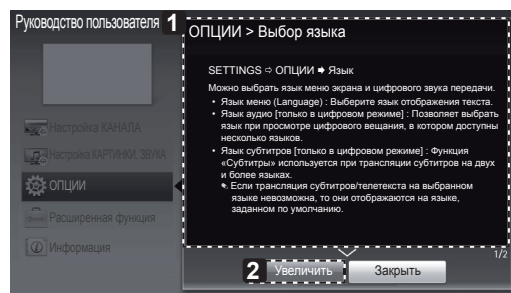 Руководство пользователя
1
ОПЦИИ > Выбор языка
SETTINGS ⇨ ОПЦИИ ➡ Язык
Можно выбрать язык меню экрана и цифрового звука передачи.
• Язык меню (Language) : Выберите язык отображения текста.
• Язык аудио [только в цифровом режиме] : Позволяет выбрать
язык при просмотре цифрового вещания, в котором доступны
несколько языков.
• Язык субтитров [только в цифровом режиме] : Функция
«Субтитры» используется при трансляции субтитров на двух
и более языках.
Если трансляция субтитров/телетекста на выбранном
языке невозможна, то они отображаются на языке,
заданном по умолчанию.
Настройка КАНАЛА
Настройка КАРТИНКИ, ЗВУКА
ОПЦИИ
Расширенная функция
Информация
1/2
2
Увеличить
Закрыть